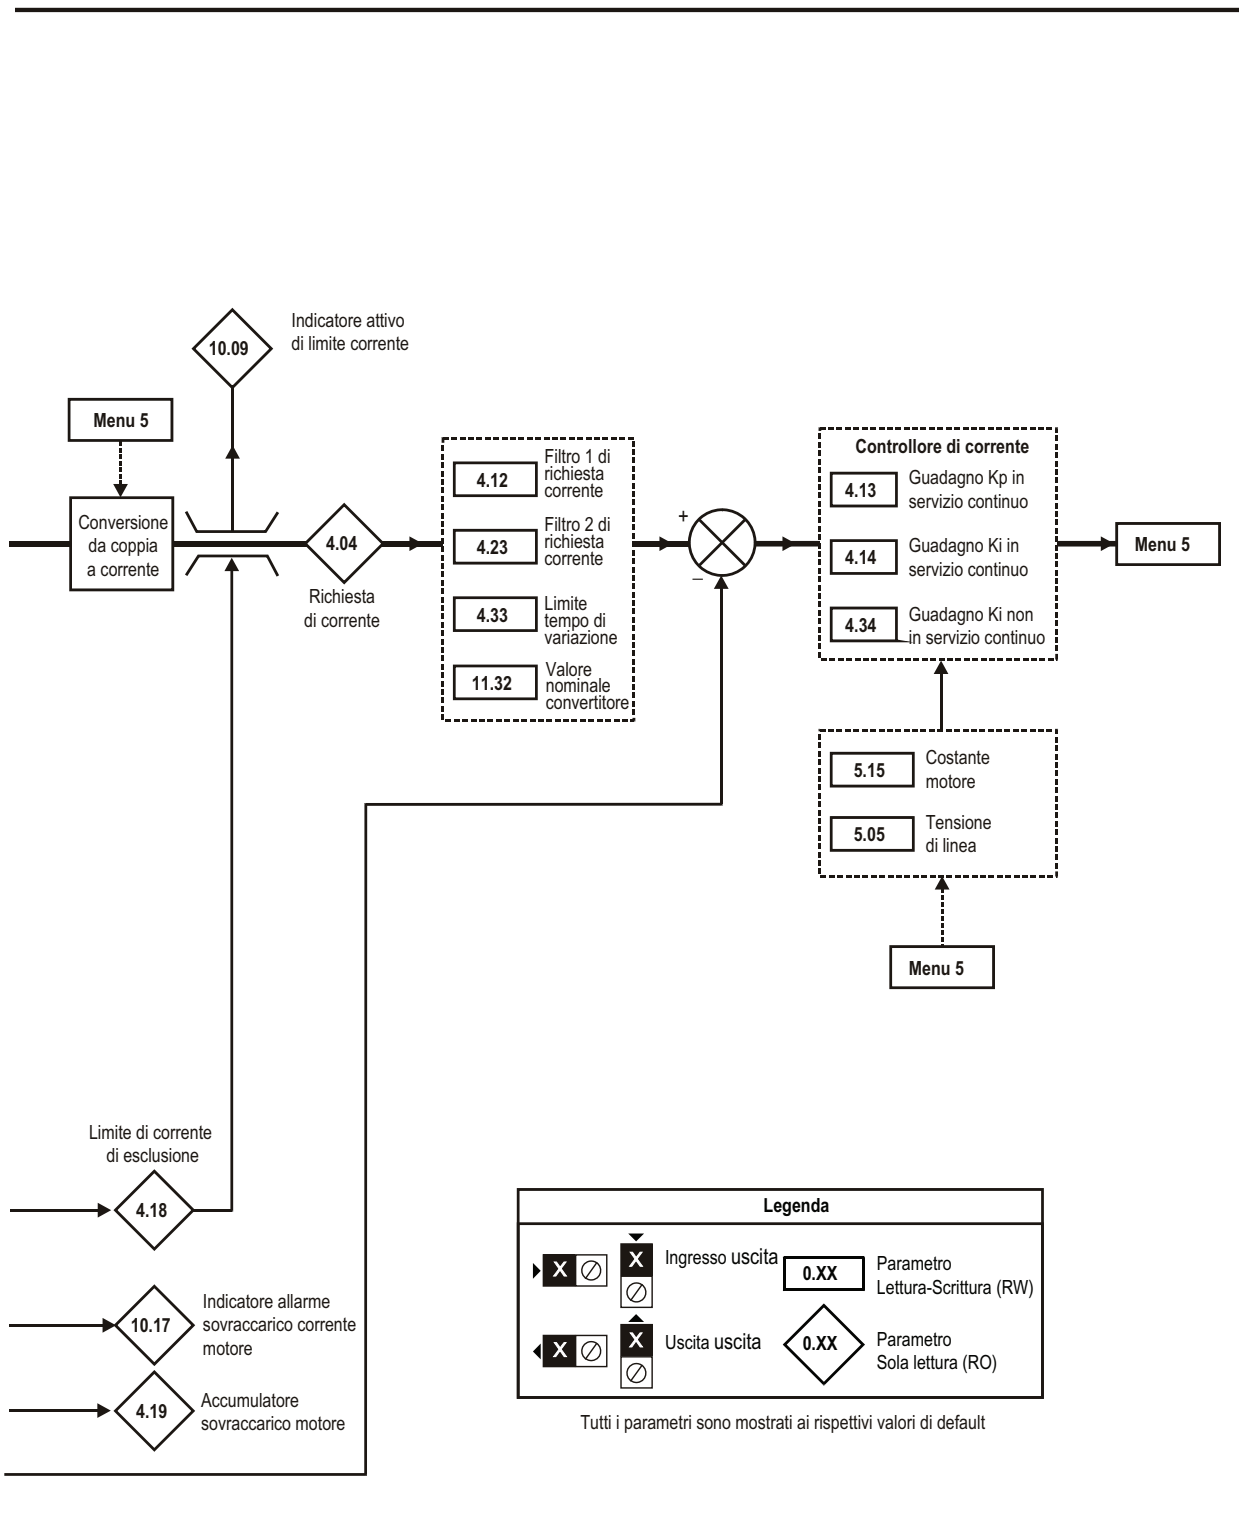 Indicatore attivo
di limite corrente
10.09
Menu 5
Conversione
da coppia
a corrente
4.04
Richiesta
di corrente
4.12
Filtro 1 di
richiesta
corrente
4.23
Filtro 2 di
richiesta
corrente
4.33
Limite
tempo di
variazione
11.32
Valore
nominale
convertitore
+
–
Controllore di corrente
4.13
Guadagno Kp in
servizio continuo
4.14
Guadagno Ki in
servizio continuo
4.34
Guadagno Ki non
in servizio continuo
Menu 5
5.15
Costante
motore
5.05
Tensione
di linea
Menu 5
Limite di corrente
di esclusione
4.18
10.17
Indicatore allarme
sovraccarico corrente
motore
4.19
Accumulatore
sovraccarico motore
Legenda
X
X
Ingresso uscita
0.XX
Parametro
Lettura-Scrittura (RW)
X
X
Uscita uscita
0.XX
Parametro
Sola lettura (RO)
Tutti i parametri sono mostrati ai rispettivi valori di default